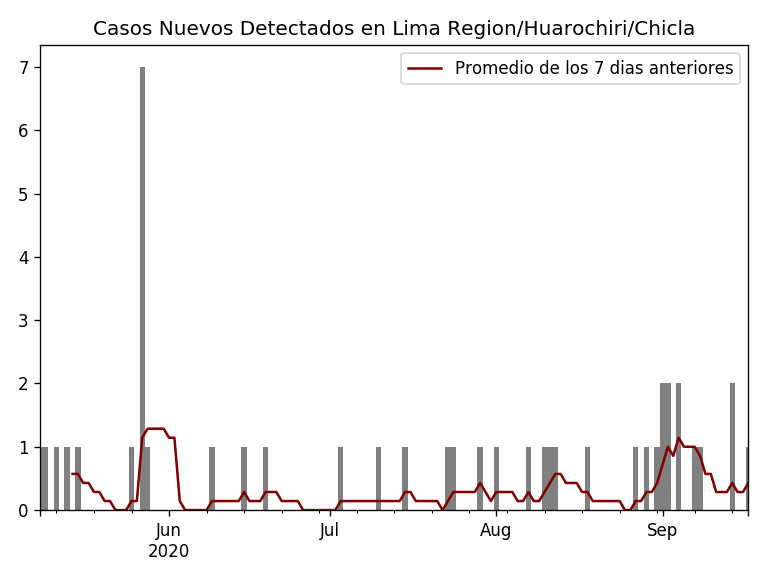 Casos Nuevos Detectados en Lima Region/Huarochiri/Chicla
Promedio de los 7 dias anteriores
7
6
5
4
3
2
1
0
Jun
2020
Jul
Aug
Sep